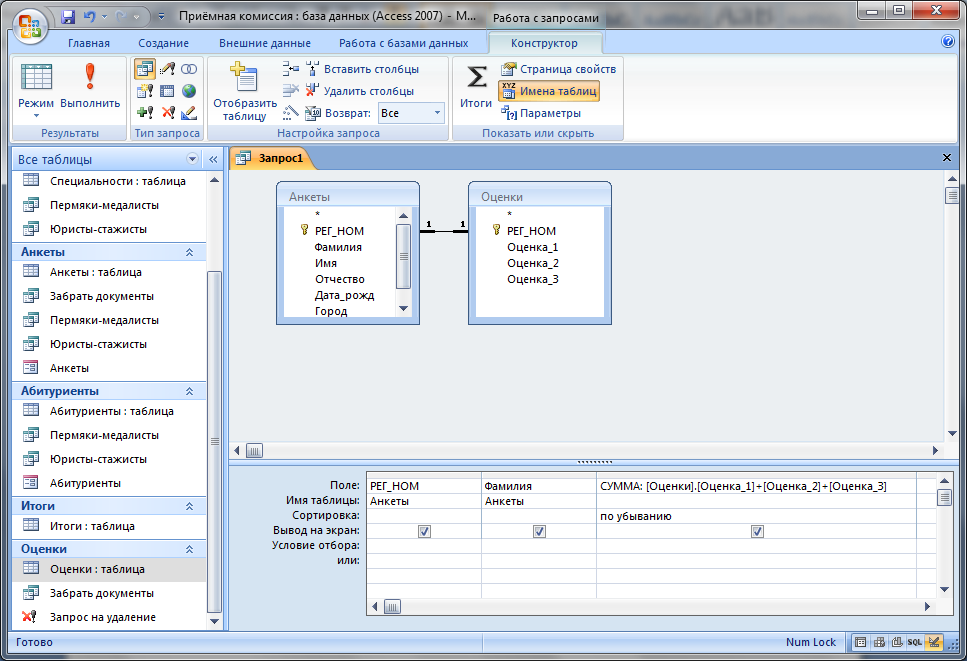 Приёмная комиссия : база данных (Access 2007) - M...
Работа с запросами
Главная
Создание
Внешние данные
Работа с базами данных
Конструктор
Режим
Выполнить
Результаты
Тип запроса
Отобразить
таблицу
Вставить столбцы
Удалить столбцы
Возврат: Все
Настройка запроса
Итоги
Страница свойств
Имена таблиц
Параметры
Показать или скрыть
Все таблицы
Специальности : таблица
Пермяки-медалисты
Юристы-стажисты
Анкеты
Анкеты : таблица
Забрать документы
Пермяки-медалисты
Юристы-стажисты
Анкеты
Абитуриенты
Абитуриенты : таблица
Пермяки-медалисты
Юристы-стажисты
Абитуриенты
Итоги
Итоги : таблица
Оценки
Оценки : таблица
Забрать документы
Запрос на удаление
Запрос1
Анкеты
*
РЕГ_НОМ
Фамилия
Имя
Отчество
Дата_рожд
Город
1 1
Оценки
*
РЕГ_НОМ
Оценка_1
Оценка_2
Оценка_3
Поле: РЕГ_НОМ Фамилия СУММА: [Оценки].[Оценка_1]+[Оценка_2]+[Оценка_3]
Имя таблицы: Анкеты Анкеты
Сортировка: по убыванию
Вывод на экран:
Условие отбора:
или:
Готово
Num Lock
SQL